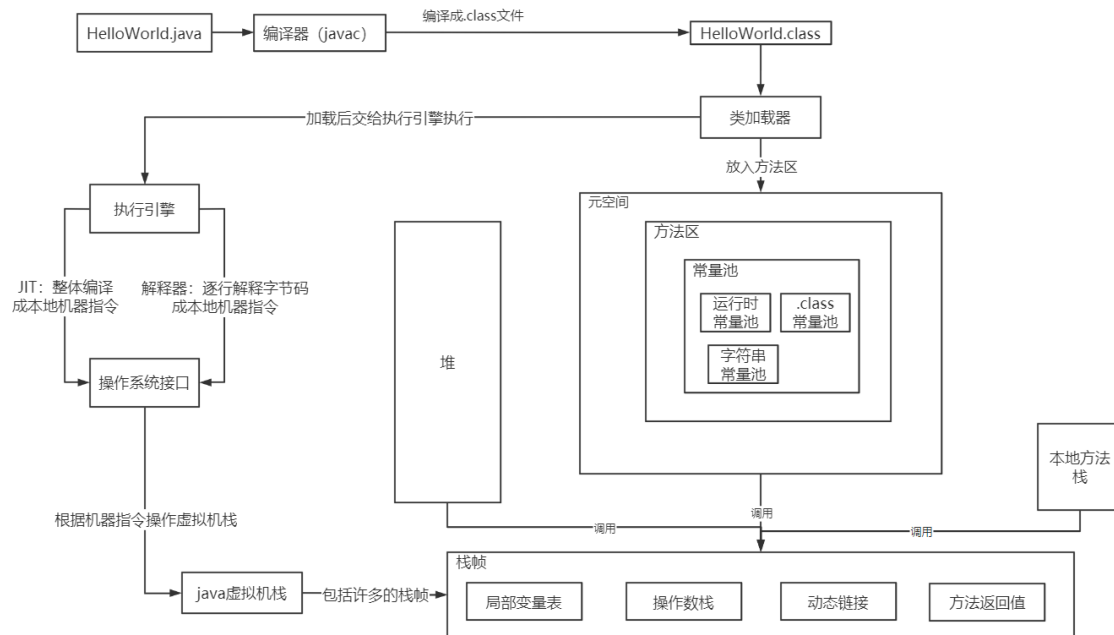 编译成.class文件
HelloWorld.java
编译器（javac）
HelloWorld.class
加载后交给执行引擎执行
类加载器
放入方法区
执行引擎
元空间
方法区
常量池
JIT：整体编译
成本地机器指令
解释器：逐行解释字节码
成本地机器指令
运行时
常量池
.class
常量池
字符串
常量池
堆
操作系统接口
本地方法
栈
根据机器指令操作虚拟机栈
调用
调用
调用
栈帧
java虚拟机栈
包括许多的栈帧
局部变量表
操作数栈
动态链接
方法返回值